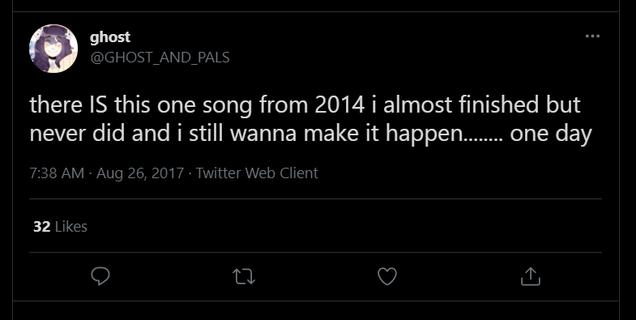 ghost
@GHOST_AND_PALS
there IS this one song from 2014 i almost finished but
never did and i still wanna make it happen........ one day
7:38 AM · Aug 26, 2017 · Twitter Web Client
32 Likes